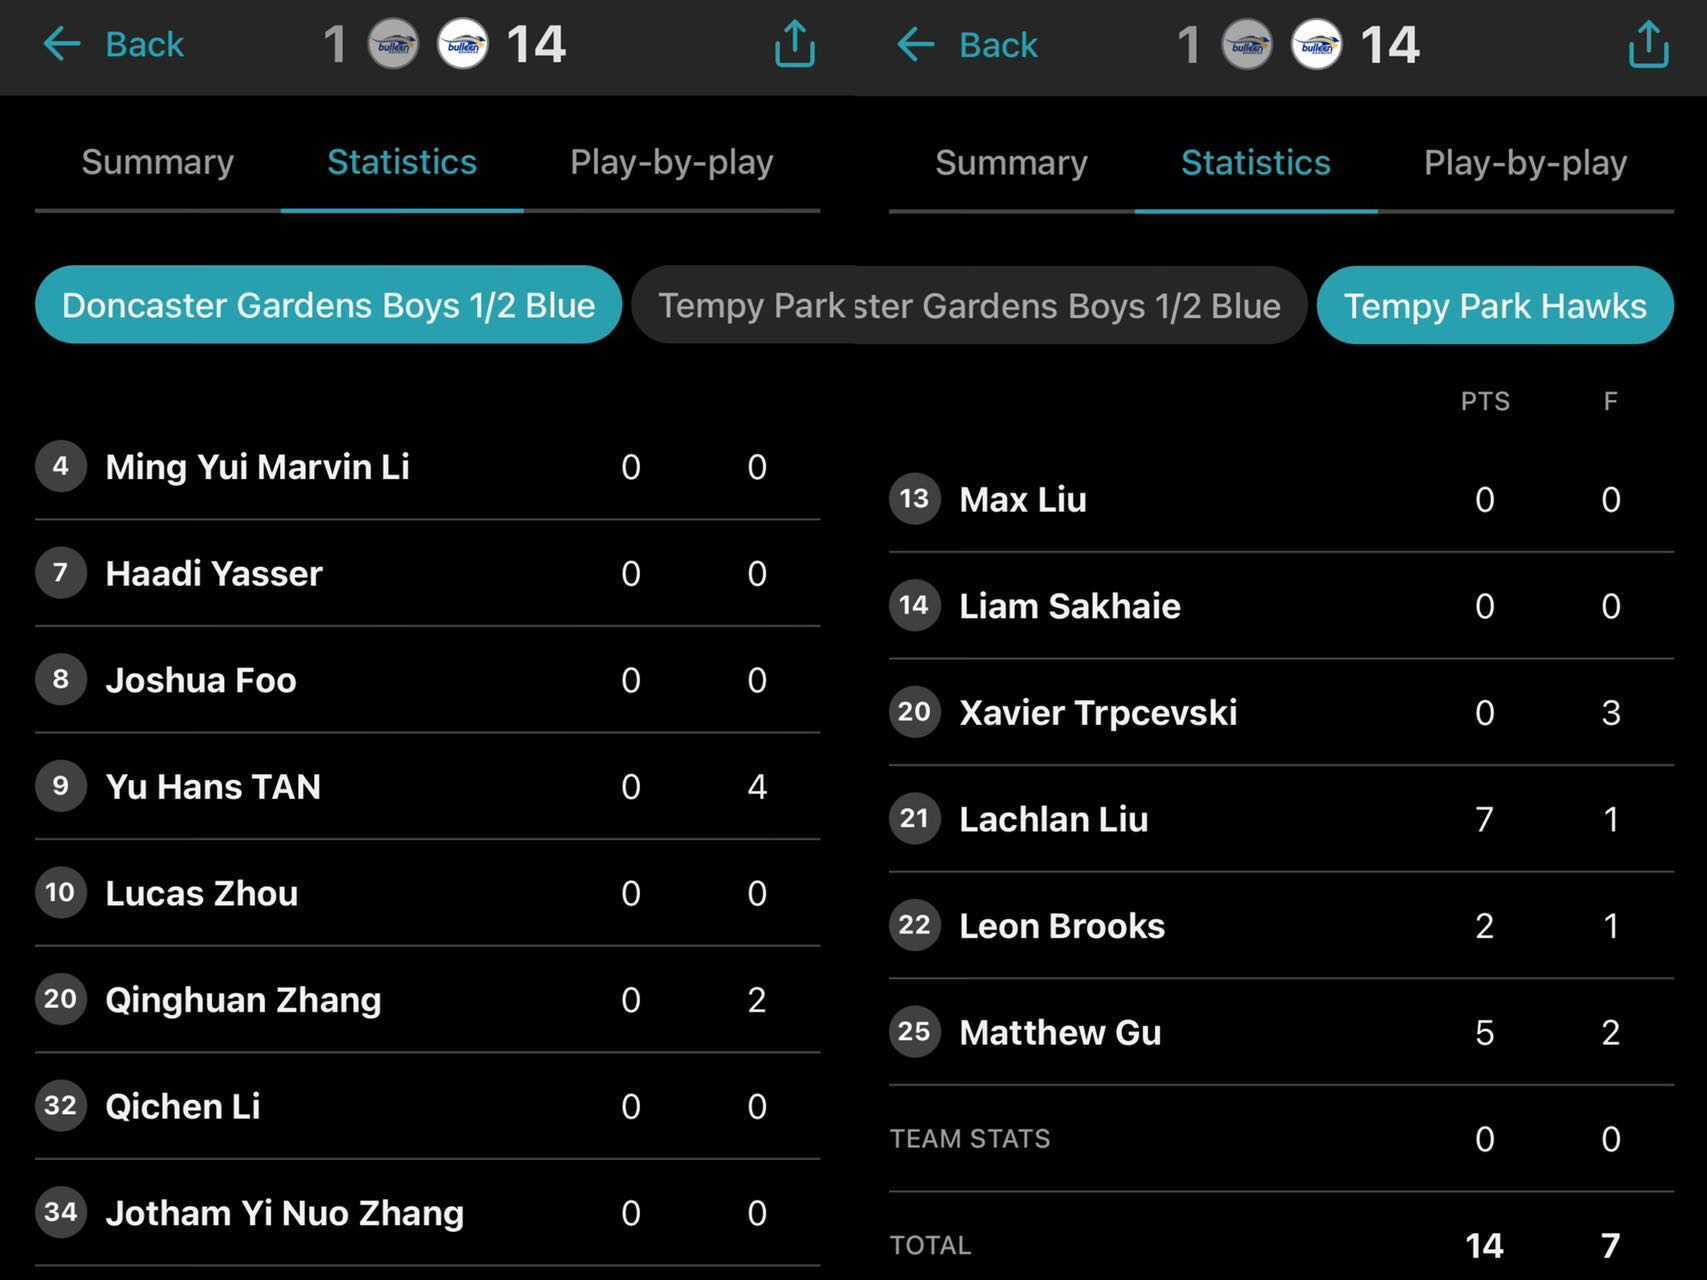 Back
1 bulleen bulleen 14
Summary Statistics Play-by-play
Doncaster Gardens Boys 1/2 Blue Tempy Park
4 Ming Yui Marvin Li 0 0
7 Haadi Yasser 0 0
8 Joshua Foo 0 0
9 Yu Hans TAN 0 4
10 Lucas Zhou 0 0
20 Qinghuan Zhang 0 2
32 Qichen Li 0 0
34 Jotham Yi Nuo Zhang 0 0
Back
1 bulleen bulleen 14
Summary Statistics Play-by-play
ster Gardens Boys 1/2 Blue Tempy Park Hawks
PTS F
13 Max Liu 0 0
14 Liam Sakhaie 0 0
20 Xavier Trpcevski 0 3
21 Lachlan Liu 7 1
22 Leon Brooks 2 1
25 Matthew Gu 5 2
TEAM STATS 0 0
TOTAL 14 7